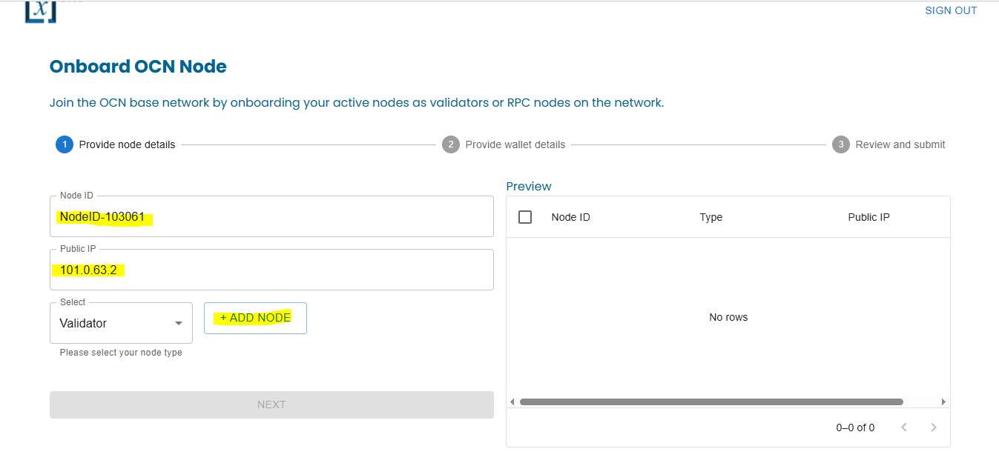 [x]
SIGN OUT
Onboard OCN Node
Join the OCN base network by onboarding your active nodes as validators or RPC nodes on the network.
1 Provide node details
2 Provide wallet details
3 Review and submit
Node ID
NodeID-103061
Public IP
101.0.63.2
Select
Validator
+ ADD NODE
Please select your node type
NEXT
Preview
Node ID Type Public IP
No rows
0–0 of 0